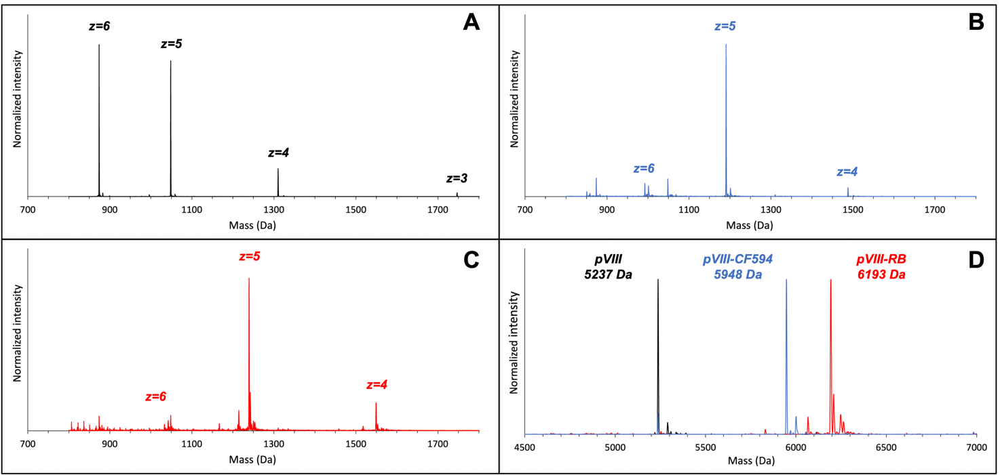 A
z=6
z=5
z=4
z=3
Normalized intensity
700 900 1100 1300 1500 1700
Mass (Da)
B
z=5
z=6
z=4
Normalized intensity
700 900 1100 1300 1500 1700
Mass (Da)
C
z=5
z=6
z=4
Normalized intensity
700 900 1100 1300 1500 1700
Mass (Da)
D
pVIII
5237 Da
pVIII-CF594
5948 Da
pVIII-RB
6193 Da
Normalized intensity
4500 5000 5500 6000 6500 7000
Mass (Da)